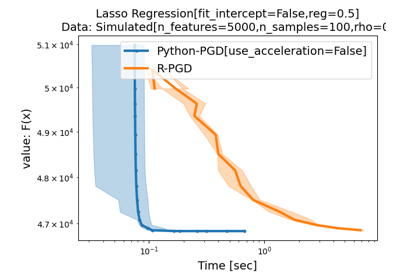 Lasso Regression[fit_intercept=False,reg=0.5]
Data: Simulated[n_features=5000,n_samples=100,rho=0
Python-PGD[use_acceleration=False]
R-PGD
value: F(x)
5.1 × 10⁴
5 × 10⁴
4.9 × 10⁴
4.8 × 10⁴
4.7 × 10⁴
10⁻¹
10⁰
Time [sec]